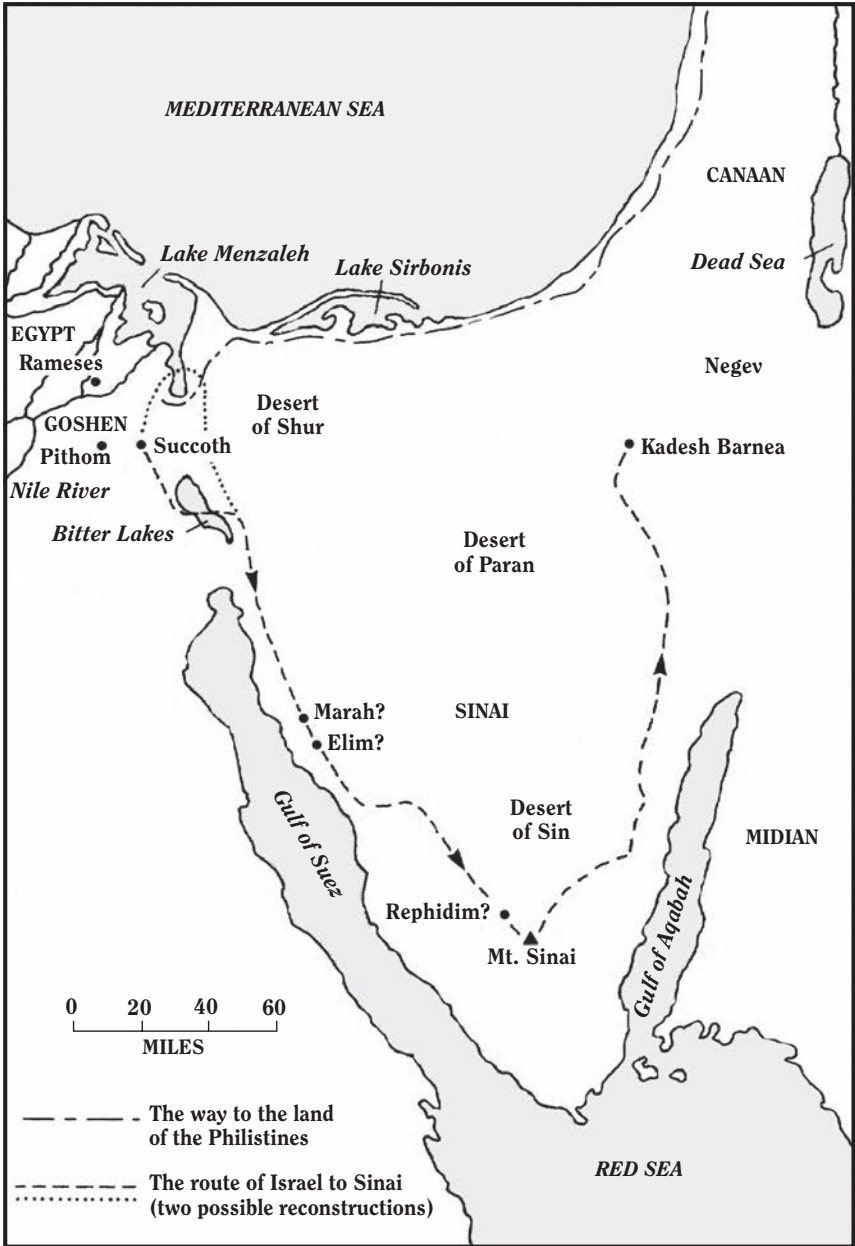 MEDITERRANEAN SEA
CANAAN
Lake Menzaleh
Lake Sirbonis
Dead Sea
EGYPT
Rameses
Negev
Desert
of Shur
GOSHEN
Pithom
Succoth
Kadesh Barnea
Nile River
Bitter Lakes
Desert
of Paran
Marah?
SINAI
Elim?
Gulf of Suez
Desert
of Sin
MIDIAN
Rephidim?
Mt. Sinai
Gulf of Aqabah
0 20 40 60
MILES
The way to the land
of the Philistines
The route of Israel to Sinai
(two possible reconstructions)
RED SEA